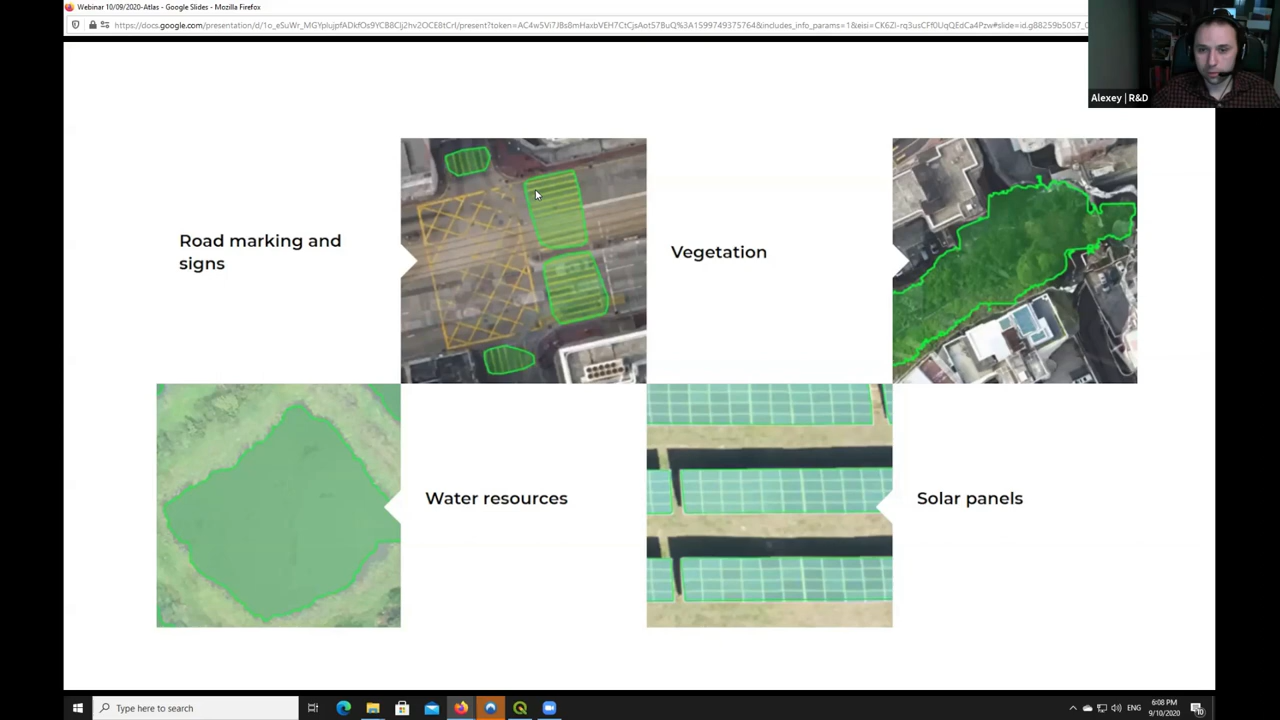 Webinar 10/09/2020-Atlas - Google Slides - Mozilla Firefox
Alexey | R&D
Road marking and
signs
Vegetation
Water resources
Solar panels
Type here to search
ENG
6:08 PM
9/10/2020